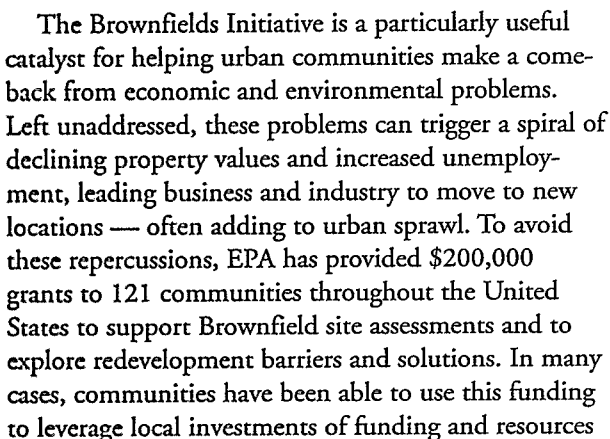 The Brownfields Initiative is a particularly useful
catalyst for helping urban communities make a come-
back from economic and environmental problems.
Left unaddressed, these problems can trigger a spiral of
declining property values and increased unemploy-
ment, leading business and industry to move to new
locations — often adding to urban sprawl. To avoid
these repercussions, EPA has provided $200,000
grants to 121 communities throughout the United
States to support Brownfield site assessments and to
explore redevelopment barriers and solutions. In many
cases, communities have been able to use this funding
to leverage local investments of funding and resources